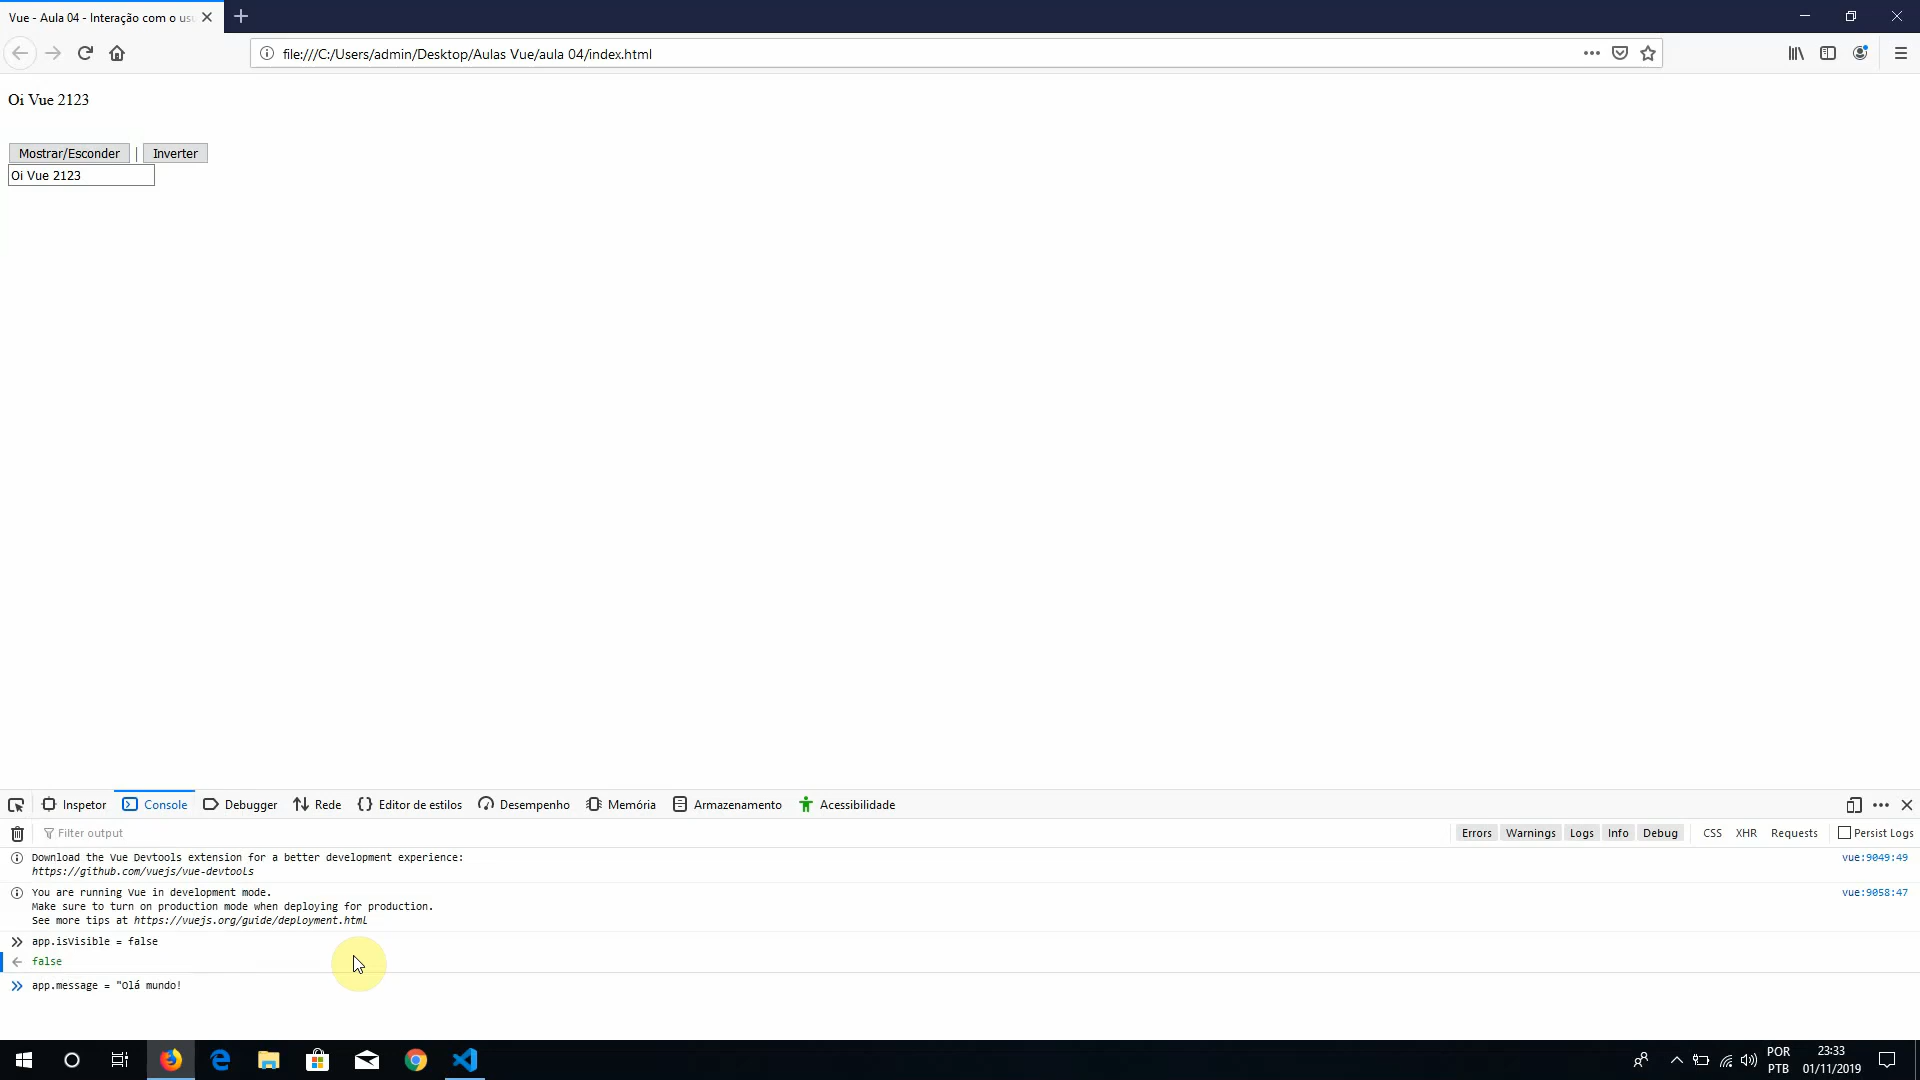 Vue - Aula 04 - Interação com o us
file:///C:/Users/admin/Desktop/Aulas Vue/aula 04/index.html
Oi Vue 2123
Mostrar/Esconder | Inverter
Oi Vue 2123
Inspetor Console Debugger Rede Editor de estilos Desempenho Memória Armazenamento Acessibilidade
Filter output Errors Warnings Logs Info Debug CSS XHR Requests Persist Logs
Download the Vue Devtools extension for a better development experience: vue:9049:49
https://github.com/vuejs/vue-devtools
You are running Vue in development mode. vue:9058:47
Make sure to turn on production mode when deploying for production.
See more tips at https://vuejs.org/guide/deployment.html
app.isVisible = false
false
app.message = "Olá mundo!
POR 23:33
PTB 01/11/2019